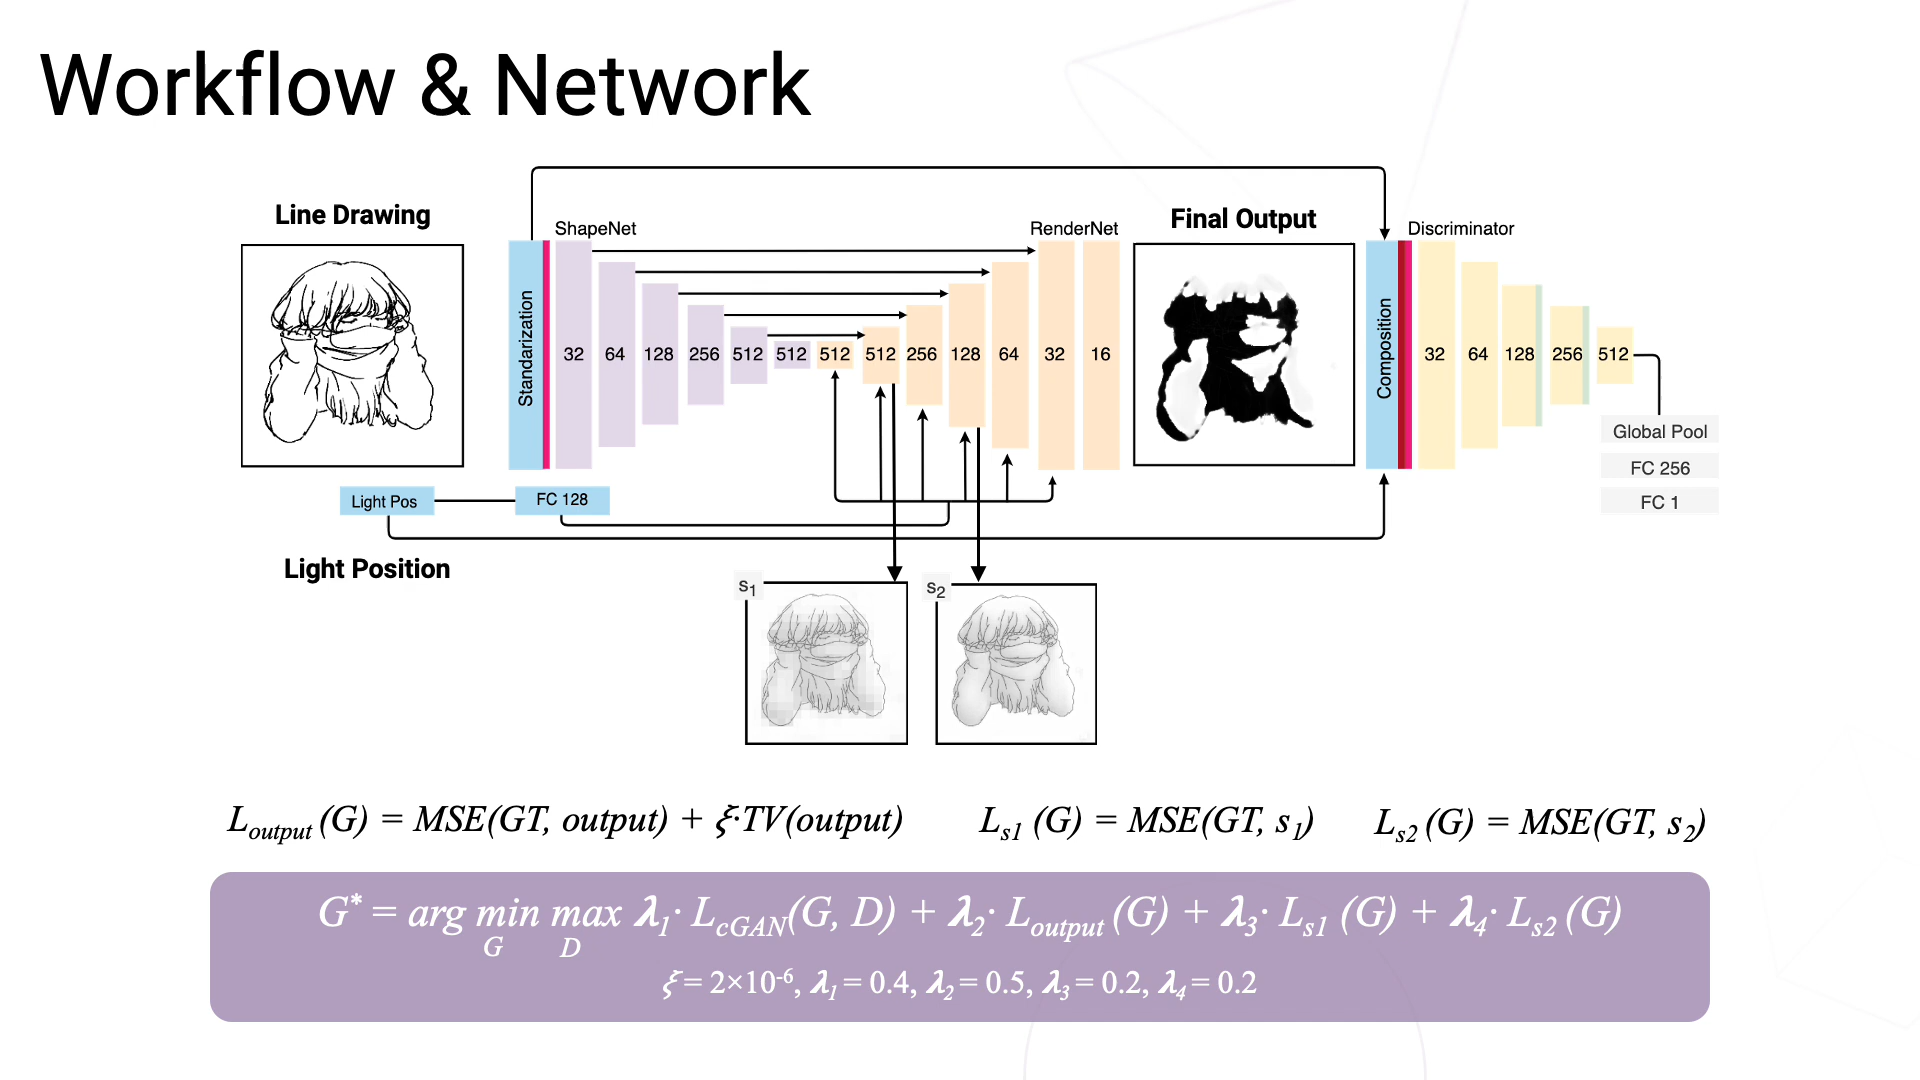 Workflow & Network
Line Drawing
ShapeNet
RenderNet
Final Output
Discriminator
Standarization
32 64 128 256 512 512 512 512 256 128 64 32 16
Composition
32 64 128 256 512
Global Pool
FC 256
FC 1
Light Pos
FC 128
Light Position
s1
s2
Loutput (G) = MSE(GT, output) + ξ·TV(output)
Ls1 (G) = MSE(GT, s1)
Ls2 (G) = MSE(GT, s2)
G* = arg min max λ1· LcGAN(G, D) + λ2· Loutput (G) + λ3· Ls1 (G) + λ4· Ls2 (G)
G D
ξ = 2×10-6, λ1 = 0.4, λ2 = 0.5, λ3 = 0.2, λ4 = 0.2